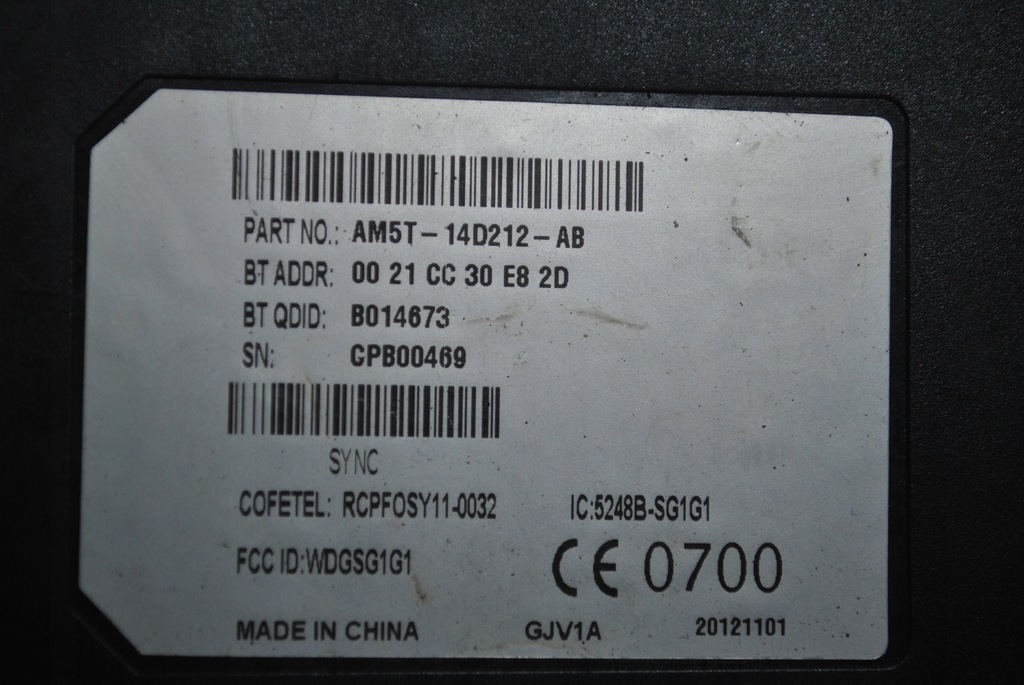 PART NO.: AM5T-14D212-AB
BT ADDR: 00 21 CC 30 E8 2D
BT QDID: B014673
SN: CPB00469
SYNC
COFETEL: RCPFOSY11-0032 IC:5248B-SG1G1
FCC ID:WDGSG1G1 CE 0700
MADE IN CHINA GJV1A 20121101